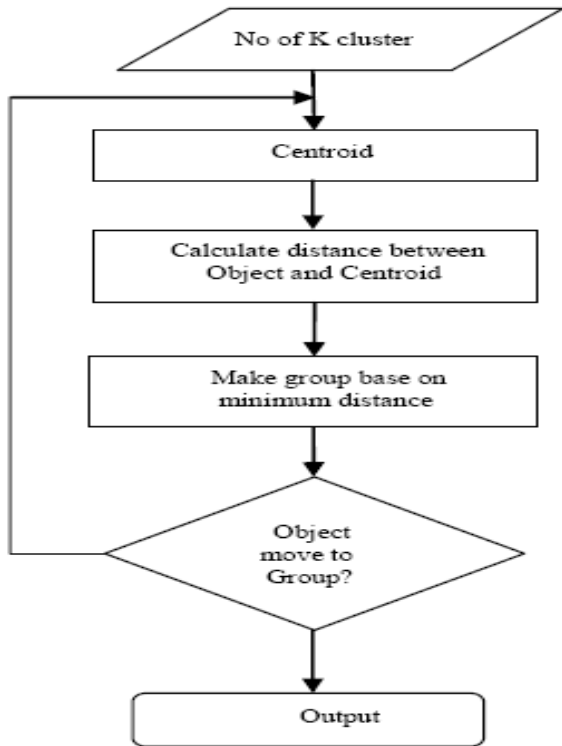 No of K cluster
Centroid
Calculate distance between
Object and Centroid
Make group base on
minimum distance
Object
move to
Group?
Output